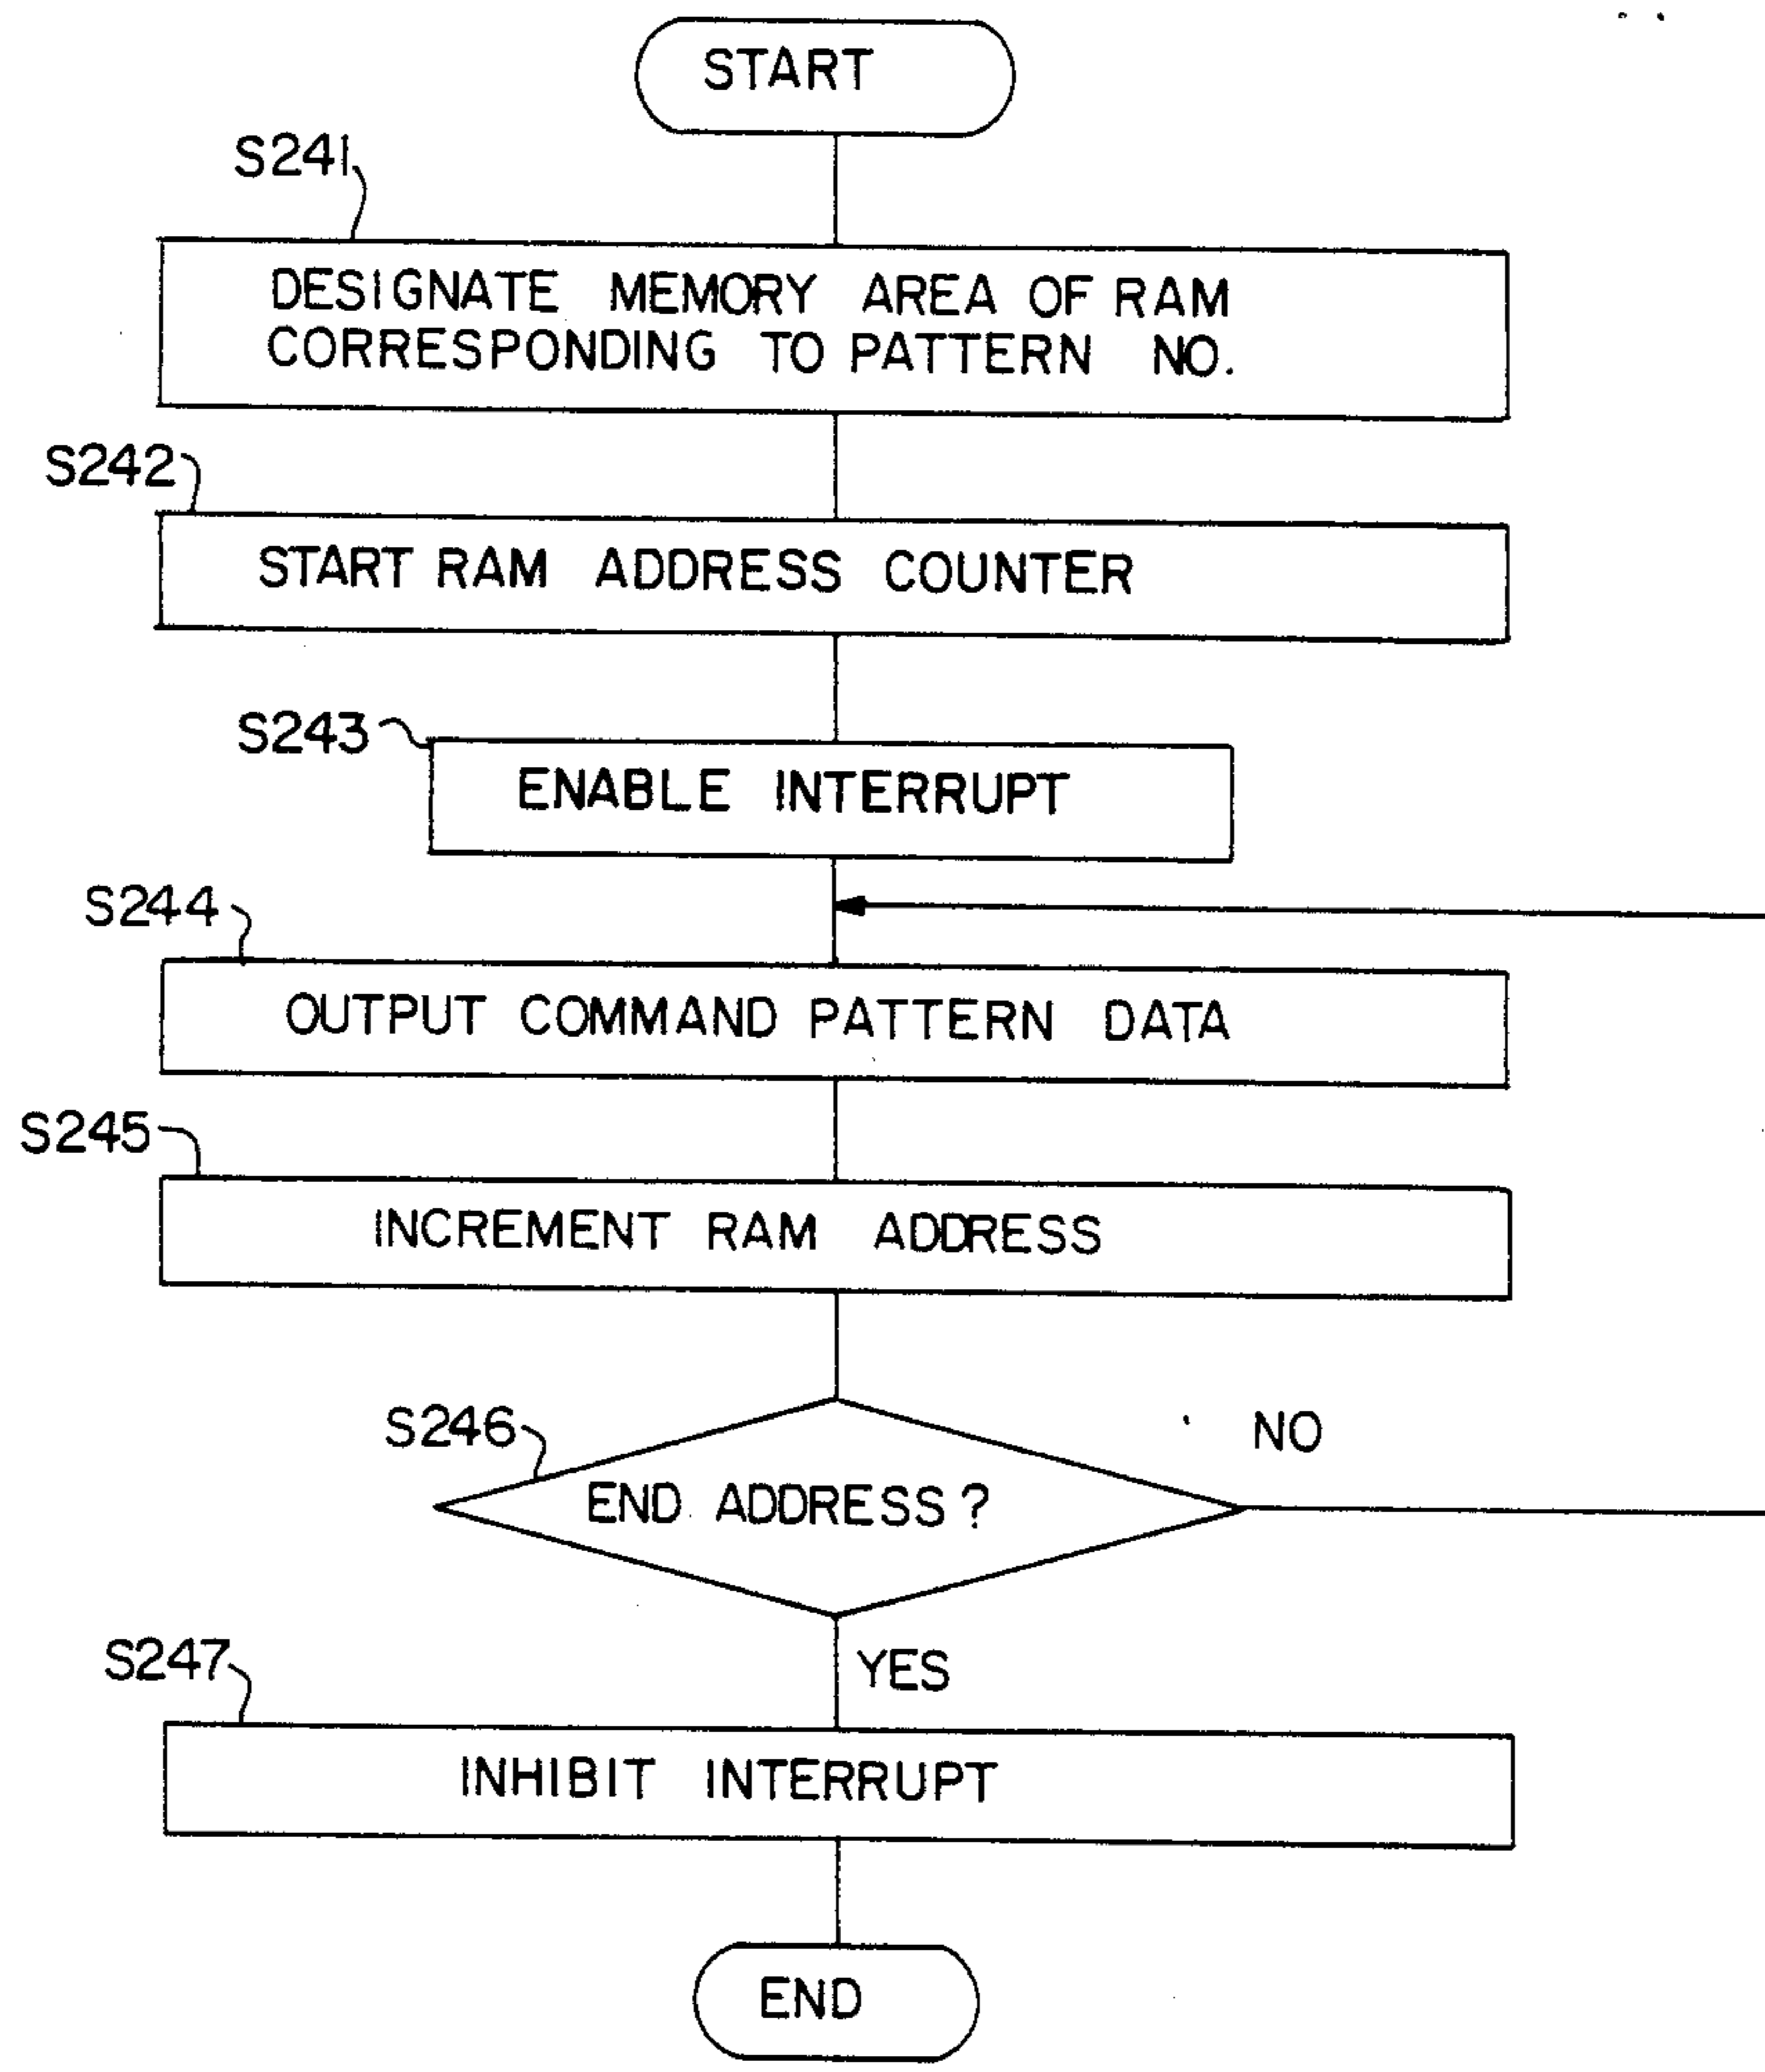 START
S241
DESIGNATE MEMORY AREA OF RAM
CORRESPONDING TO PATTERN NO.
S242
START RAM ADDRESS COUNTER
S243
ENABLE INTERRUPT
S244
OUTPUT COMMAND PATTERN DATA
S245
INCREMENT RAM ADDRESS
S246
NO
END ADDRESS?
YES
S247
INHIBIT INTERRUPT
END